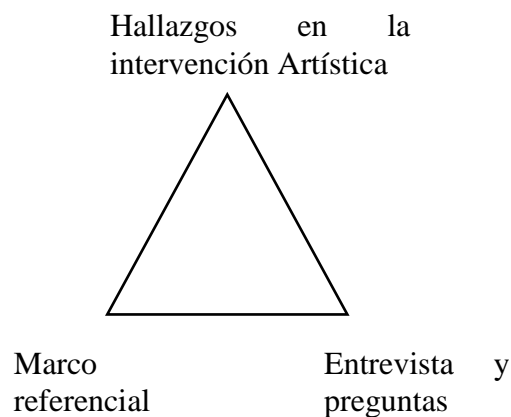 Hallazgos en la
intervención Artística
Marco
referencial
Entrevista y
preguntas